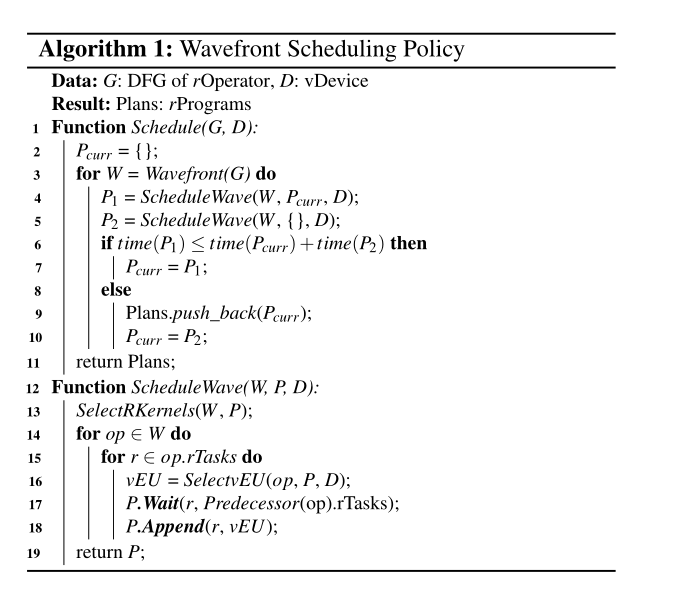 Algorithm 1: Wavefront Scheduling Policy
Data: G: DFG of rOperator, D: vDevice
Result: Plans: rPrograms
1 Function Schedule(G, D):
2 P_curr = {};
3 for W = Wavefront(G) do
4 P_1 = ScheduleWave(W, P_curr, D);
5 P_2 = ScheduleWave(W, {}, D);
6 if time(P_1) ≤ time(P_curr) + time(P_2) then
7 P_curr = P_1;
8 else
9 Plans.push_back(P_curr);
10 P_curr = P_2;
11 return Plans;
12 Function ScheduleWave(W, P, D):
13 SelectRKernels(W, P);
14 for op ∈ W do
15 for r ∈ op.rTasks do
16 vEU = SelectvEU(op, P, D);
17 P.Wait(r, Predecessor(op).rTasks);
18 P.Append(r, vEU);
19 return P;